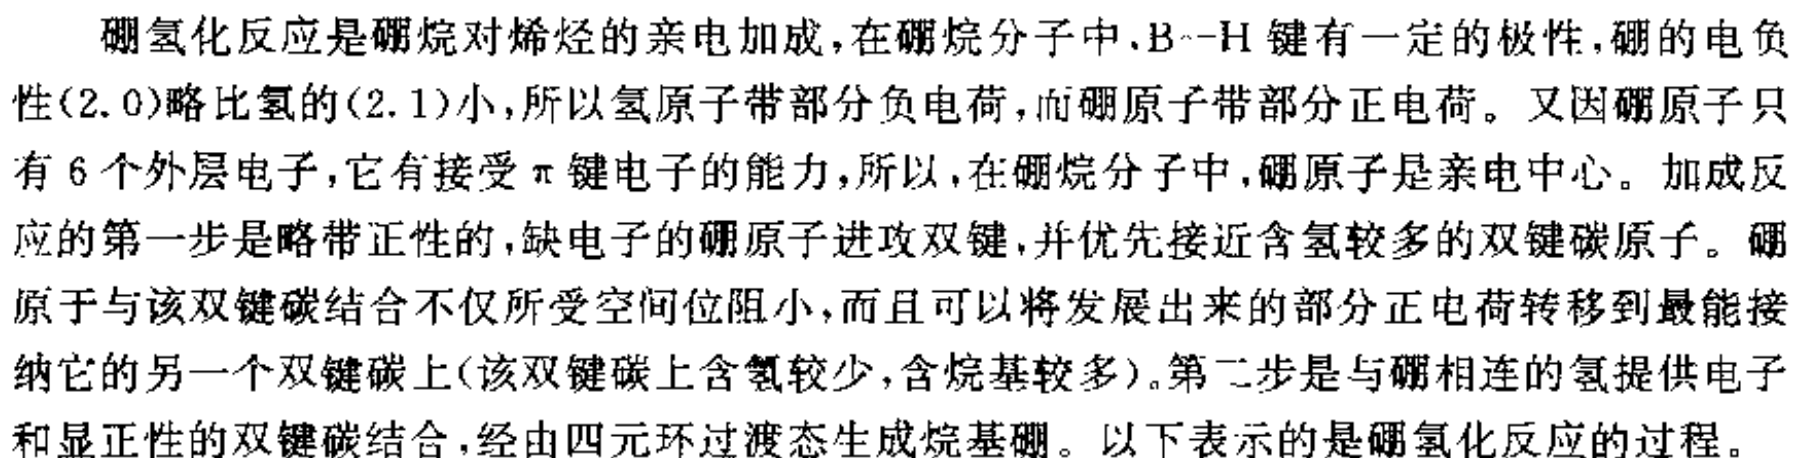 硼氢化反应是硼烷对烯烃的亲电加成,在硼烷分子中,B--H 键有一定的极性,硼的电负
性(2.0)略比氢的(2.1)小,所以氢原子带部分负电荷,而硼原子带部分正电荷。又因硼原子只
有 6 个外层电子,它有接受 π 键电子的能力,所以,在硼烷分子中,硼原子是亲电中心。加成反
应的第一步是略带正性的,缺电子的硼原子进攻双键,并优先接近含氢较多的双键碳原子。硼
原于与该双键碳结合不仅所受空间位阻小,而且可以将发展出来的部分正电荷转移到最能接
纳它的另一个双键碳上(该双键碳上含氢较少,含烷基较多)。第二步是与硼相连的氢提供电子
和显正性的双键碳结合,经由四元环过渡态生成烷基硼。以下表示的是硼氢化反应的过程。